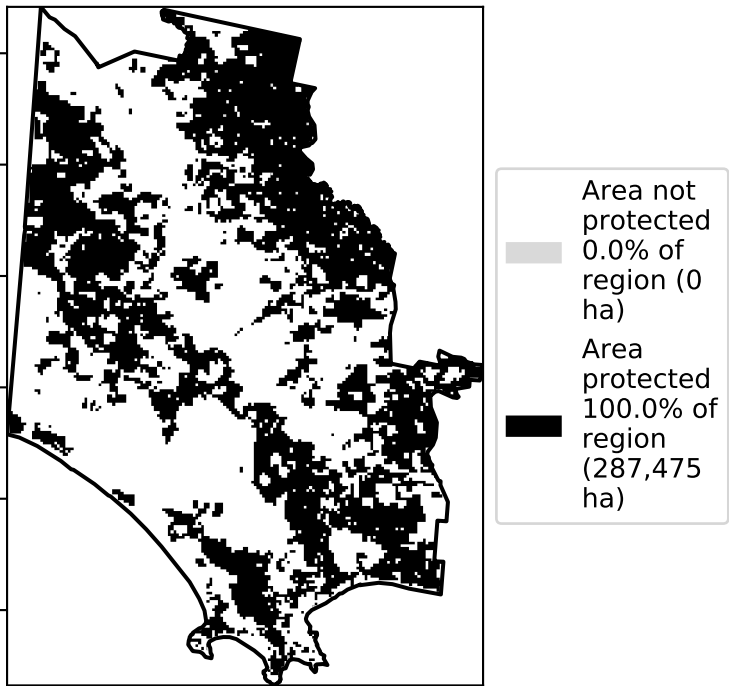 Area not
protected
0.0% of
region (0
ha)
Area
protected
100.0% of
region
(287,475
ha)